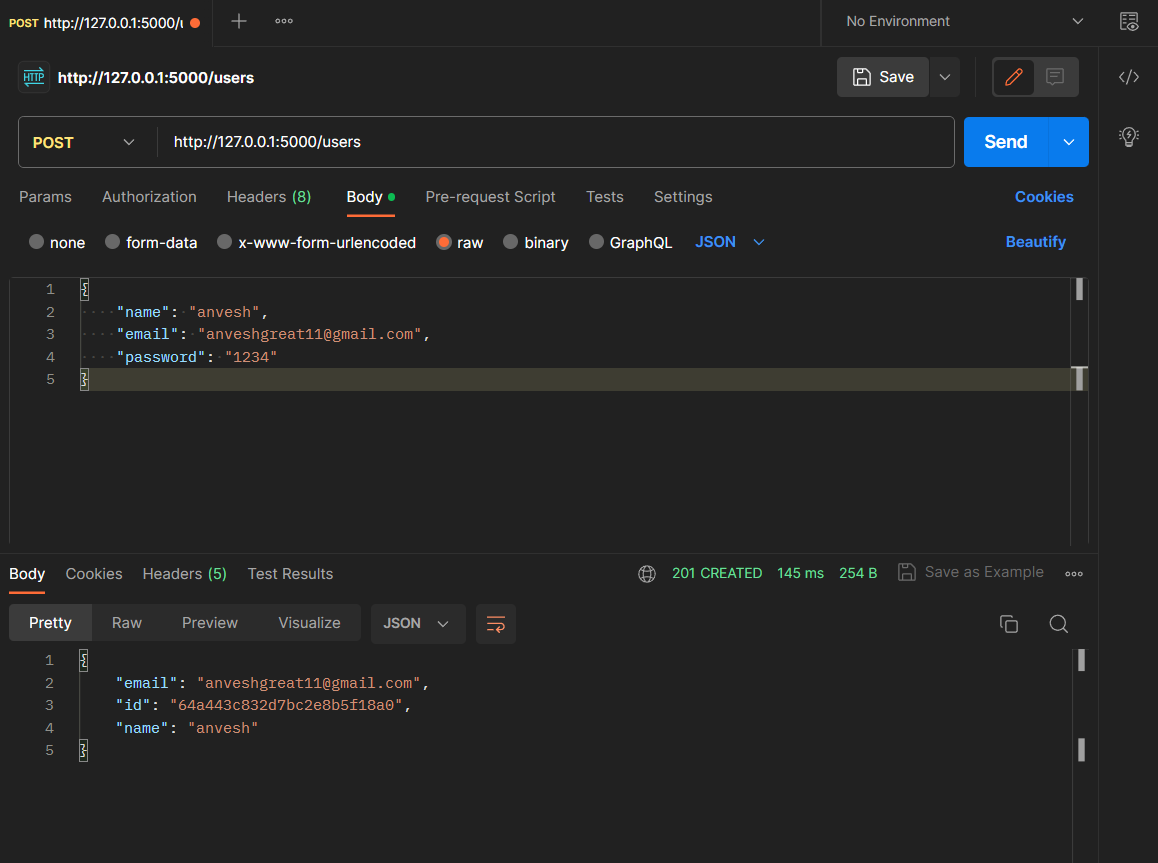 POST http://127.0.0.1:5000/u
No Environment
HTTP http://127.0.0.1:5000/users
Save
POST http://127.0.0.1:5000/users
Send
Params Authorization Headers (8) Body Pre-request Script Tests Settings Cookies
none form-data x-www-form-urlencoded raw binary GraphQL JSON Beautify
1 {
2 "name": "anvesh",
3 "email": "anveshgreat11@gmail.com",
4 "password": "1234"
5 }
Body Cookies Headers (5) Test Results 201 CREATED 145 ms 254 B Save as Example
Pretty Raw Preview Visualize JSON
1 {
2 "email": "anveshgreat11@gmail.com",
3 "id": "64a443c832d7bc2e8b5f18a0",
4 "name": "anvesh"
5 }